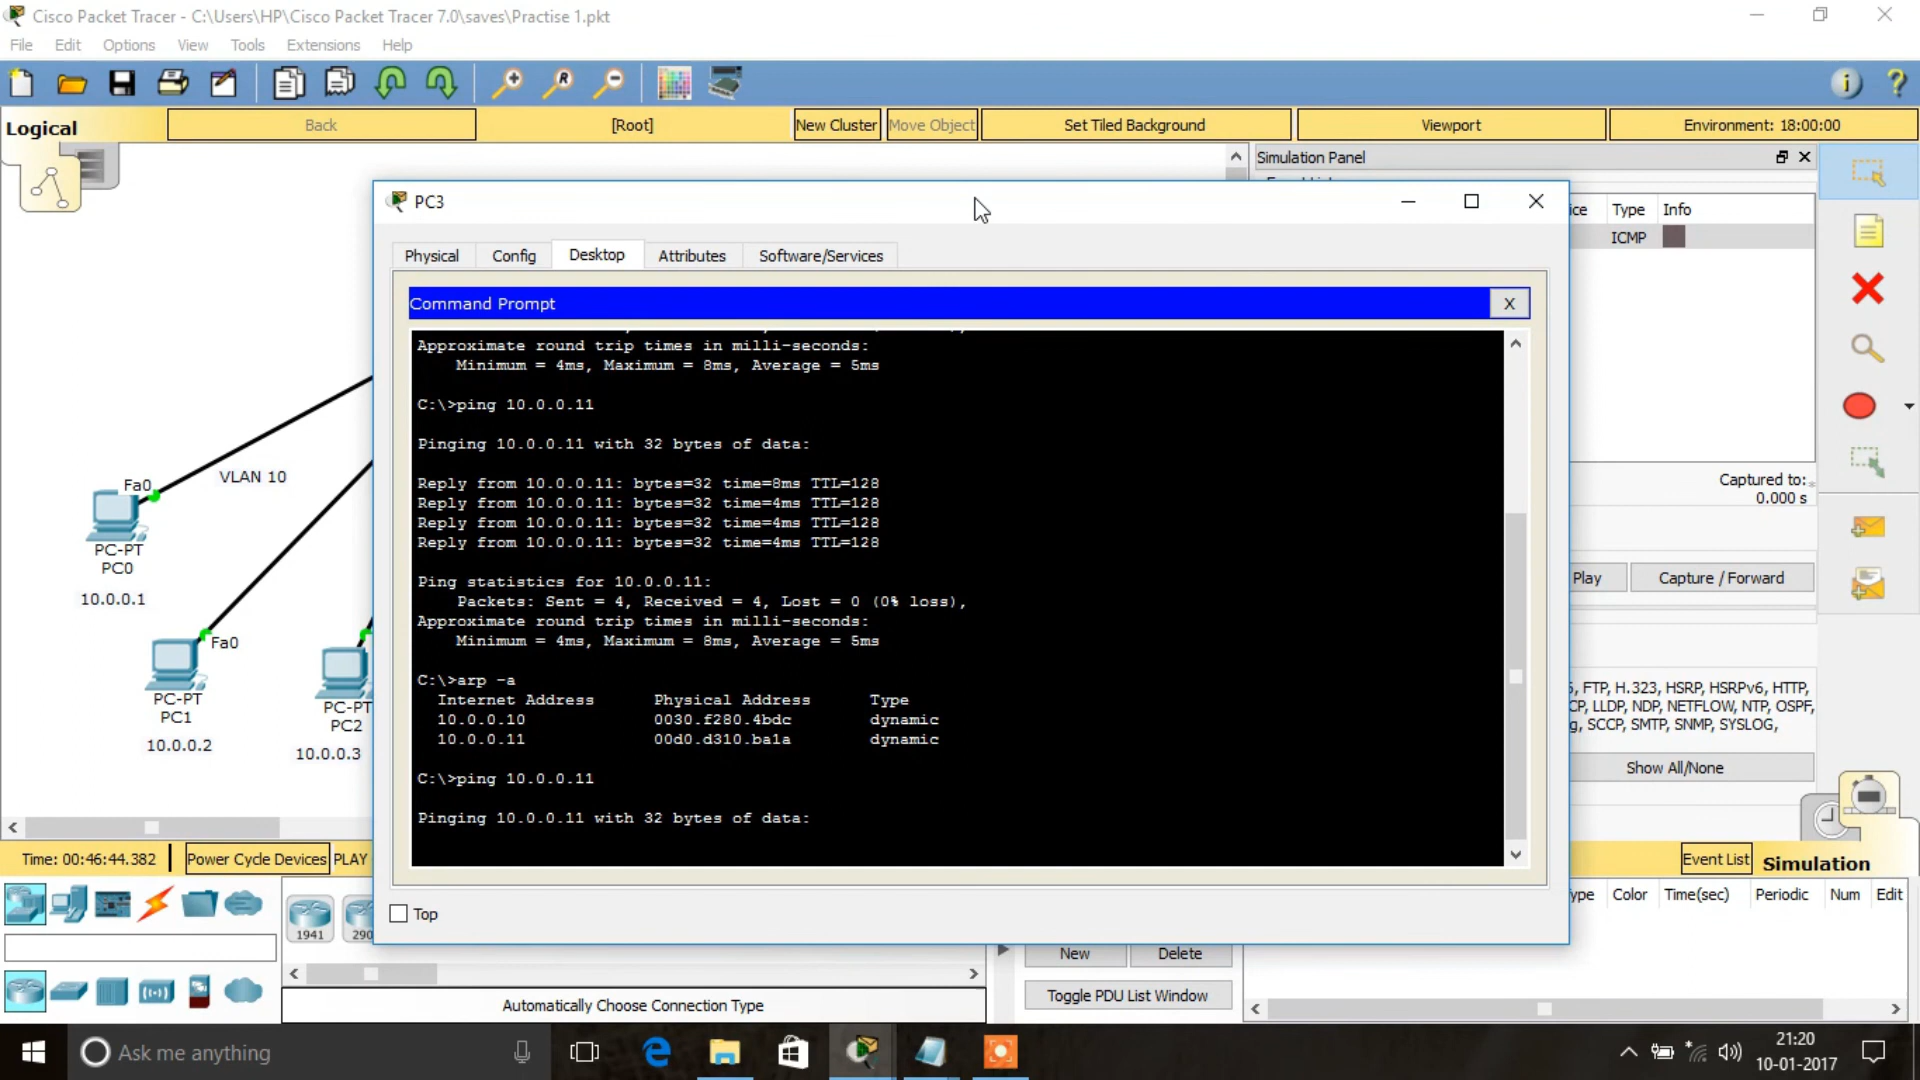 Cisco Packet Tracer - C:\Users\HP\Cisco Packet Tracer 7.0\saves\Practise 1.pkt
File Edit Options View Tools Extensions Help
Logical Back [Root] New Cluster Move Object Set Tiled Background Viewport Environment: 18:00:00
Simulation Panel
Type Info
ICMP
PC3
Physical Config Desktop Attributes Software/Services
Command Prompt X
Approximate round trip times in milli-seconds:
Minimum = 4ms, Maximum = 8ms, Average = 5ms
C:\>ping 10.0.0.11
Pinging 10.0.0.11 with 32 bytes of data:
Reply from 10.0.0.11: bytes=32 time=8ms TTL=128
Reply from 10.0.0.11: bytes=32 time=4ms TTL=128
Reply from 10.0.0.11: bytes=32 time=4ms TTL=128
Reply from 10.0.0.11: bytes=32 time=4ms TTL=128
Ping statistics for 10.0.0.11:
Packets: Sent = 4, Received = 4, Lost = 0 (0% loss),
Approximate round trip times in milli-seconds:
Minimum = 4ms, Maximum = 8ms, Average = 5ms
C:\>arp -a
Internet Address Physical Address Type
10.0.0.10 0030.f280.4bdc dynamic
10.0.0.11 00d0.d310.ba1a dynamic
C:\>ping 10.0.0.11
Pinging 10.0.0.11 with 32 bytes of data:
Top
VLAN 10
Fa0
PC-PT
PC0
10.0.0.1
Fa0
PC-PT
PC1
10.0.0.2
PC-PT
PC2
10.0.0.3
Captured to:
0.000 s
Play Capture / Forward
FTP, H.323, HSRP, HSRPv6, HTTP,
LLDP, NDP, NETFLOW, NTP, OSPF,
SCCP, SMTP, SNMP, SYSLOG,
Show All/None
Time: 00:46:44.382 Power Cycle Devices PLAY
Event List Simulation
Color Time(sec) Periodic Num Edit
1941
New Delete
Toggle PDU List Window
Automatically Choose Connection Type
Ask me anything
21:20
10-01-2017